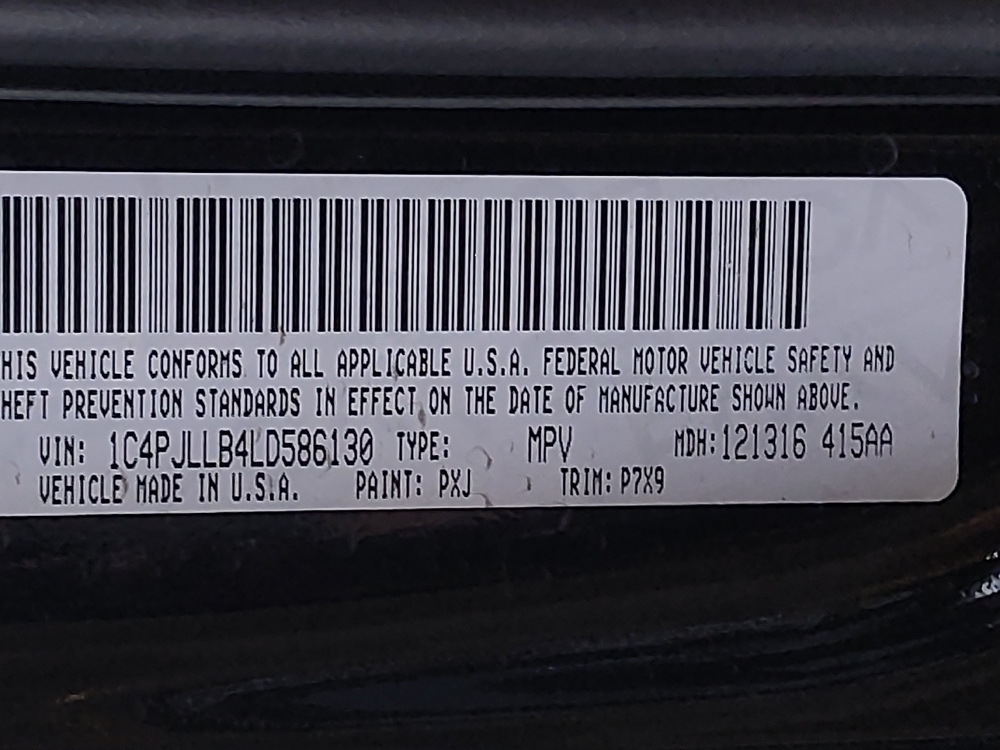 HIS VEHICLE CONFORMS TO ALL APPLICABLE U.S.A. FEDERAL MOTOR VEHICLE SAFETY AND
HEFT PREVENTION STANDARDS IN EFFECT ON THE DATE OF MANUFACTURE SHOWN ABOVE.
VIN: 1C4PJLLB4LD586130 TYPE: MPV MDH:121316 415AA
VEHICLE MADE IN U.S.A. PAINT: PXJ TRIM: P7X9